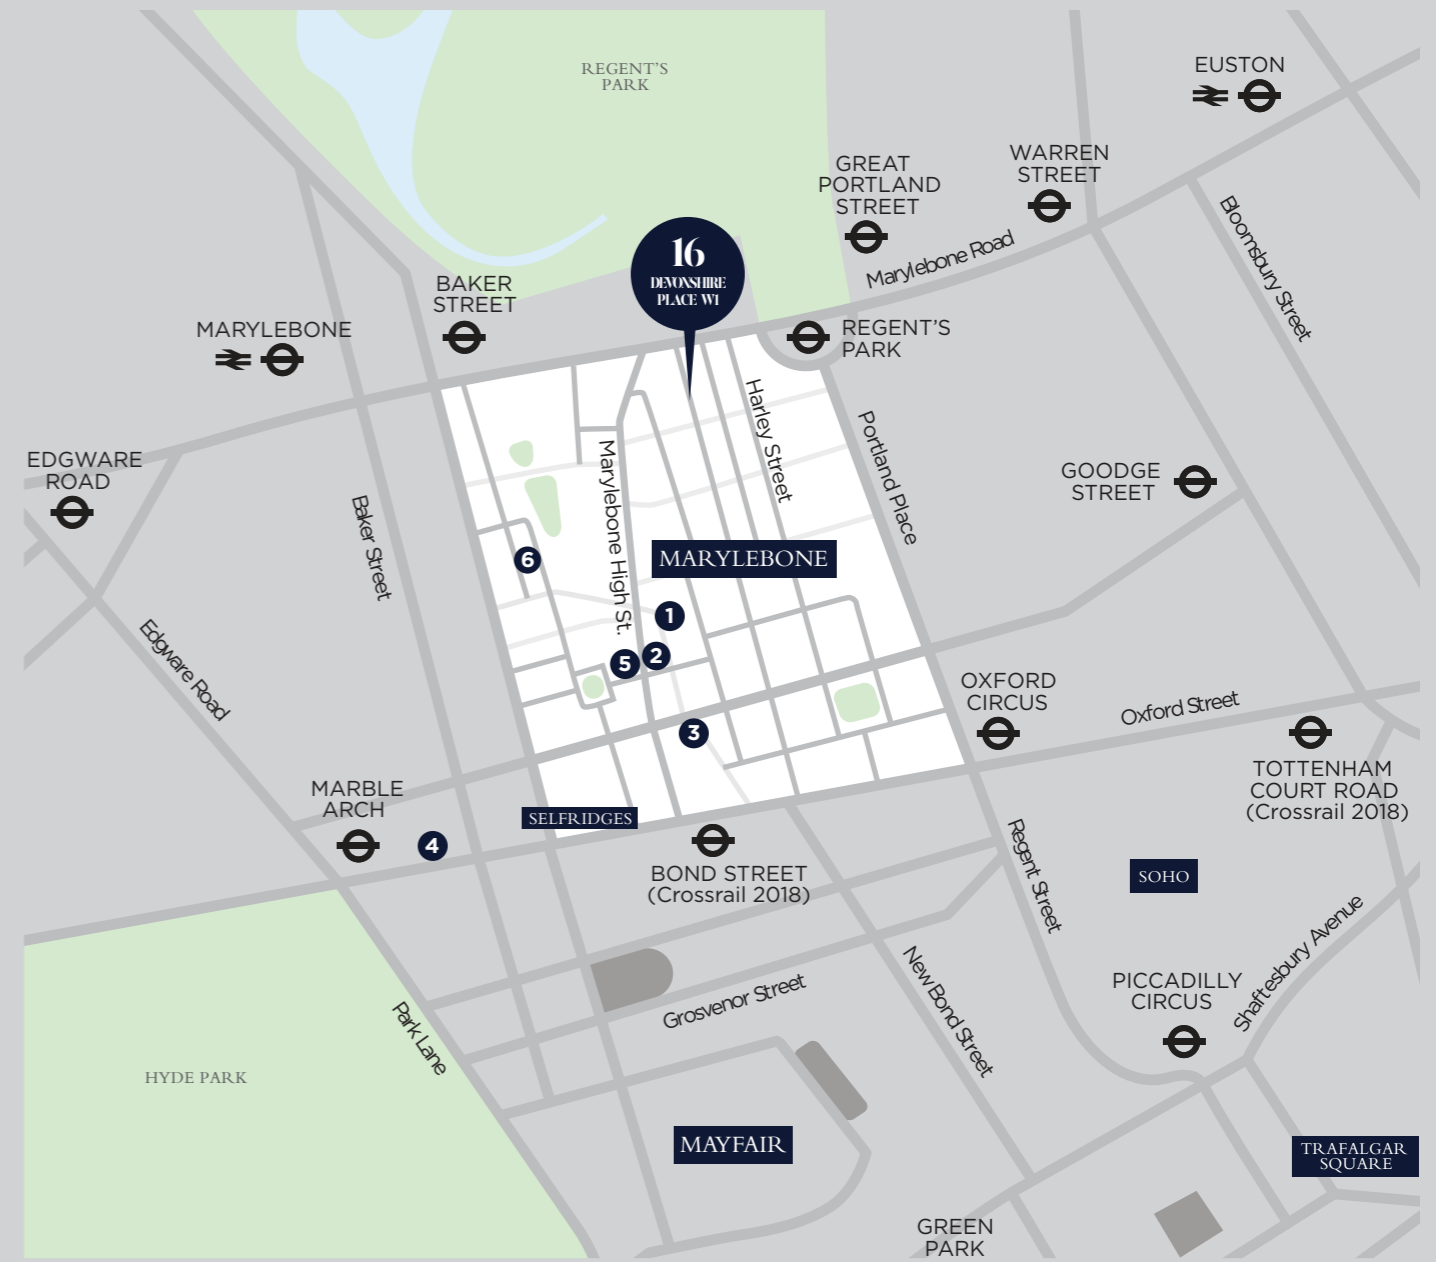 REGENT'S
PARK
EUSTON
WARREN
STREET
GREAT
PORTLAND
STREET
Marylebone Road
Bloomsbury Street
16
DEVONSHIRE
PLACE W1
BAKER
STREET
MARYLEBONE
REGENT'S
PARK
EDGWARE
ROAD
Baker Street
Marylebone High St.
Harley Street
Portland Place
GOODGE
STREET
6
MARYLEBONE
1
5
2
Edgware Road
3
OXFORD
CIRCUS
Oxford Street
TOTTENHAM
COURT ROAD
(Crossrail 2018)
MARBLE
ARCH
4
SELFRIDGES
BOND STREET
(Crossrail 2018)
Regent Street
SOHO
Shaftesbury Avenue
PICCADILLY
CIRCUS
New Bond Street
Grosvenor Street
Park Lane
HYDE PARK
MAYFAIR
TRAFALGAR
SQUARE
GREEN
PARK